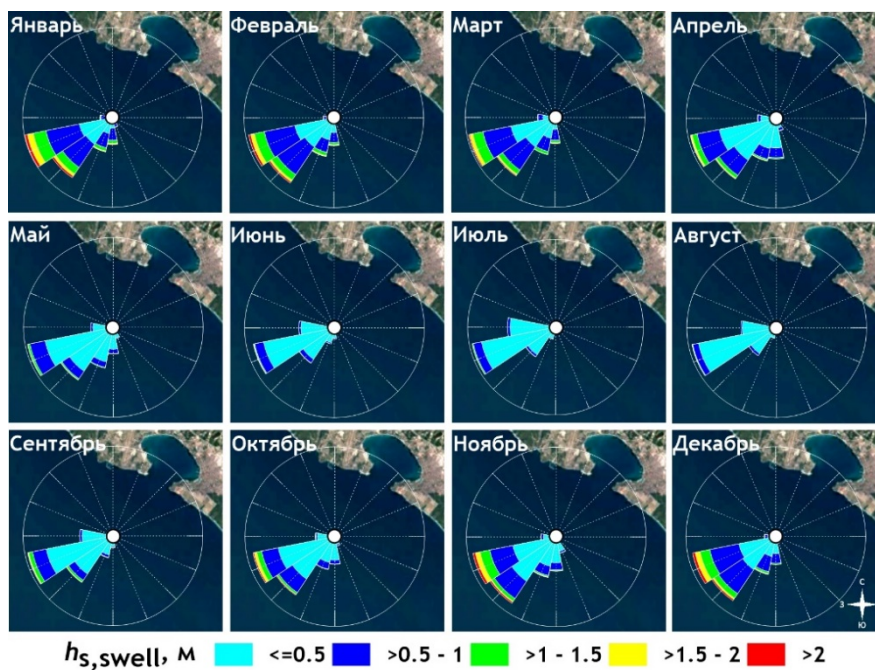 Январь Февраль Март Апрель
Май Июнь Июль Август
Сентябрь Октябрь Ноябрь Декабрь
С
З
Ю
hs,swell, м <=0.5 >0.5 - 1 >1 - 1.5 >1.5 - 2 >2